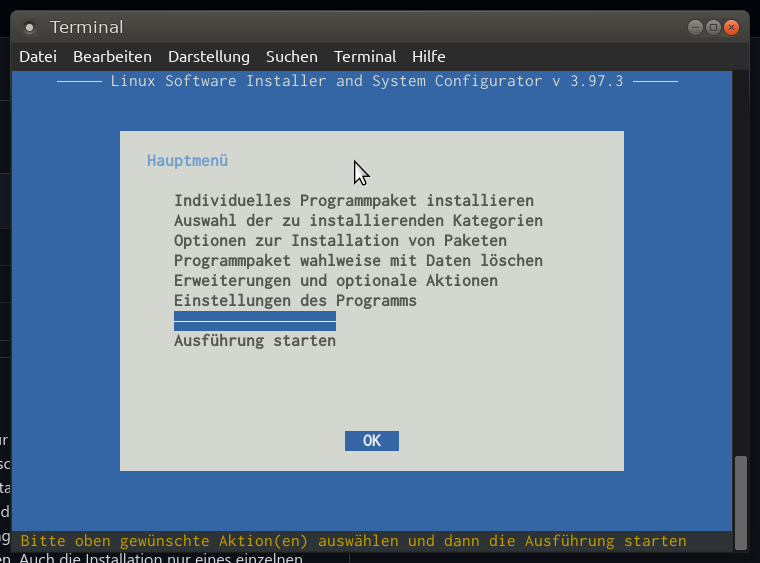 Terminal
Datei Bearbeiten Darstellung Suchen Terminal Hilfe
Linux Software Installer and System Configurator v 3.97.3
Hauptmenü
Individuelles Programmpaket installieren
Auswahl der zu installierenden Kategorien
Optionen zur Installation von Paketen
Programmpaket wahlweise mit Daten löschen
Erweiterungen und optionale Aktionen
Einstellungen des Programms
Ausführung starten
OK
Bitte oben gewünschte Aktion(en) auswählen und dann die Ausführung starten
Auch die Installation nur eines einzelnen